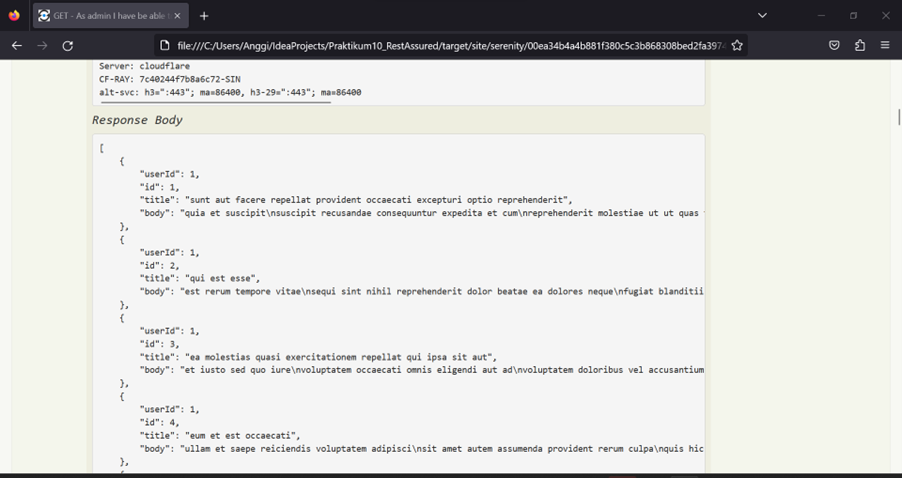 GET - As admin I have be able t
file:///C:/Users/Anggi/IdeaProjects/Praktikum10_RestAssured/target/site/serenity/00ea34b4a4b881f380c5c3b868308bed2fa3974
Server: cloudflare
CF-RAY: 7c40244f7b8a6c72-SIN
alt-svc: h3=":443"; ma=86400, h3-29=":443"; ma=86400
Response Body
[
{
"userId": 1,
"id": 1,
"title": "sunt aut facere repellat provident occaecati excepturi optio reprehenderit",
"body": "quia et suscipit\nsuscipit recusandae consequuntur expedita et cum\nreprehenderit molestiae ut ut quas
},
{
"userId": 1,
"id": 2,
"title": "qui est esse",
"body": "est rerum tempore vitae\nsequi sint nihil reprehenderit dolor beatae ea dolores neque\nfugiat blanditii
},
{
"userId": 1,
"id": 3,
"title": "ea molestias quasi exercitationem repellat qui ipsa sit aut",
"body": "et iusto sed quo iure\nvoluptatem occaecati omnis eligendi aut ad\nvoluptatem doloribus vel accusantium
},
{
"userId": 1,
"id": 4,
"title": "eum et est occaecati",
"body": "ullam et saepe reiciendis voluptatem adipisci\nsit amet autem assumenda provident rerum culpa\nquis hic
},